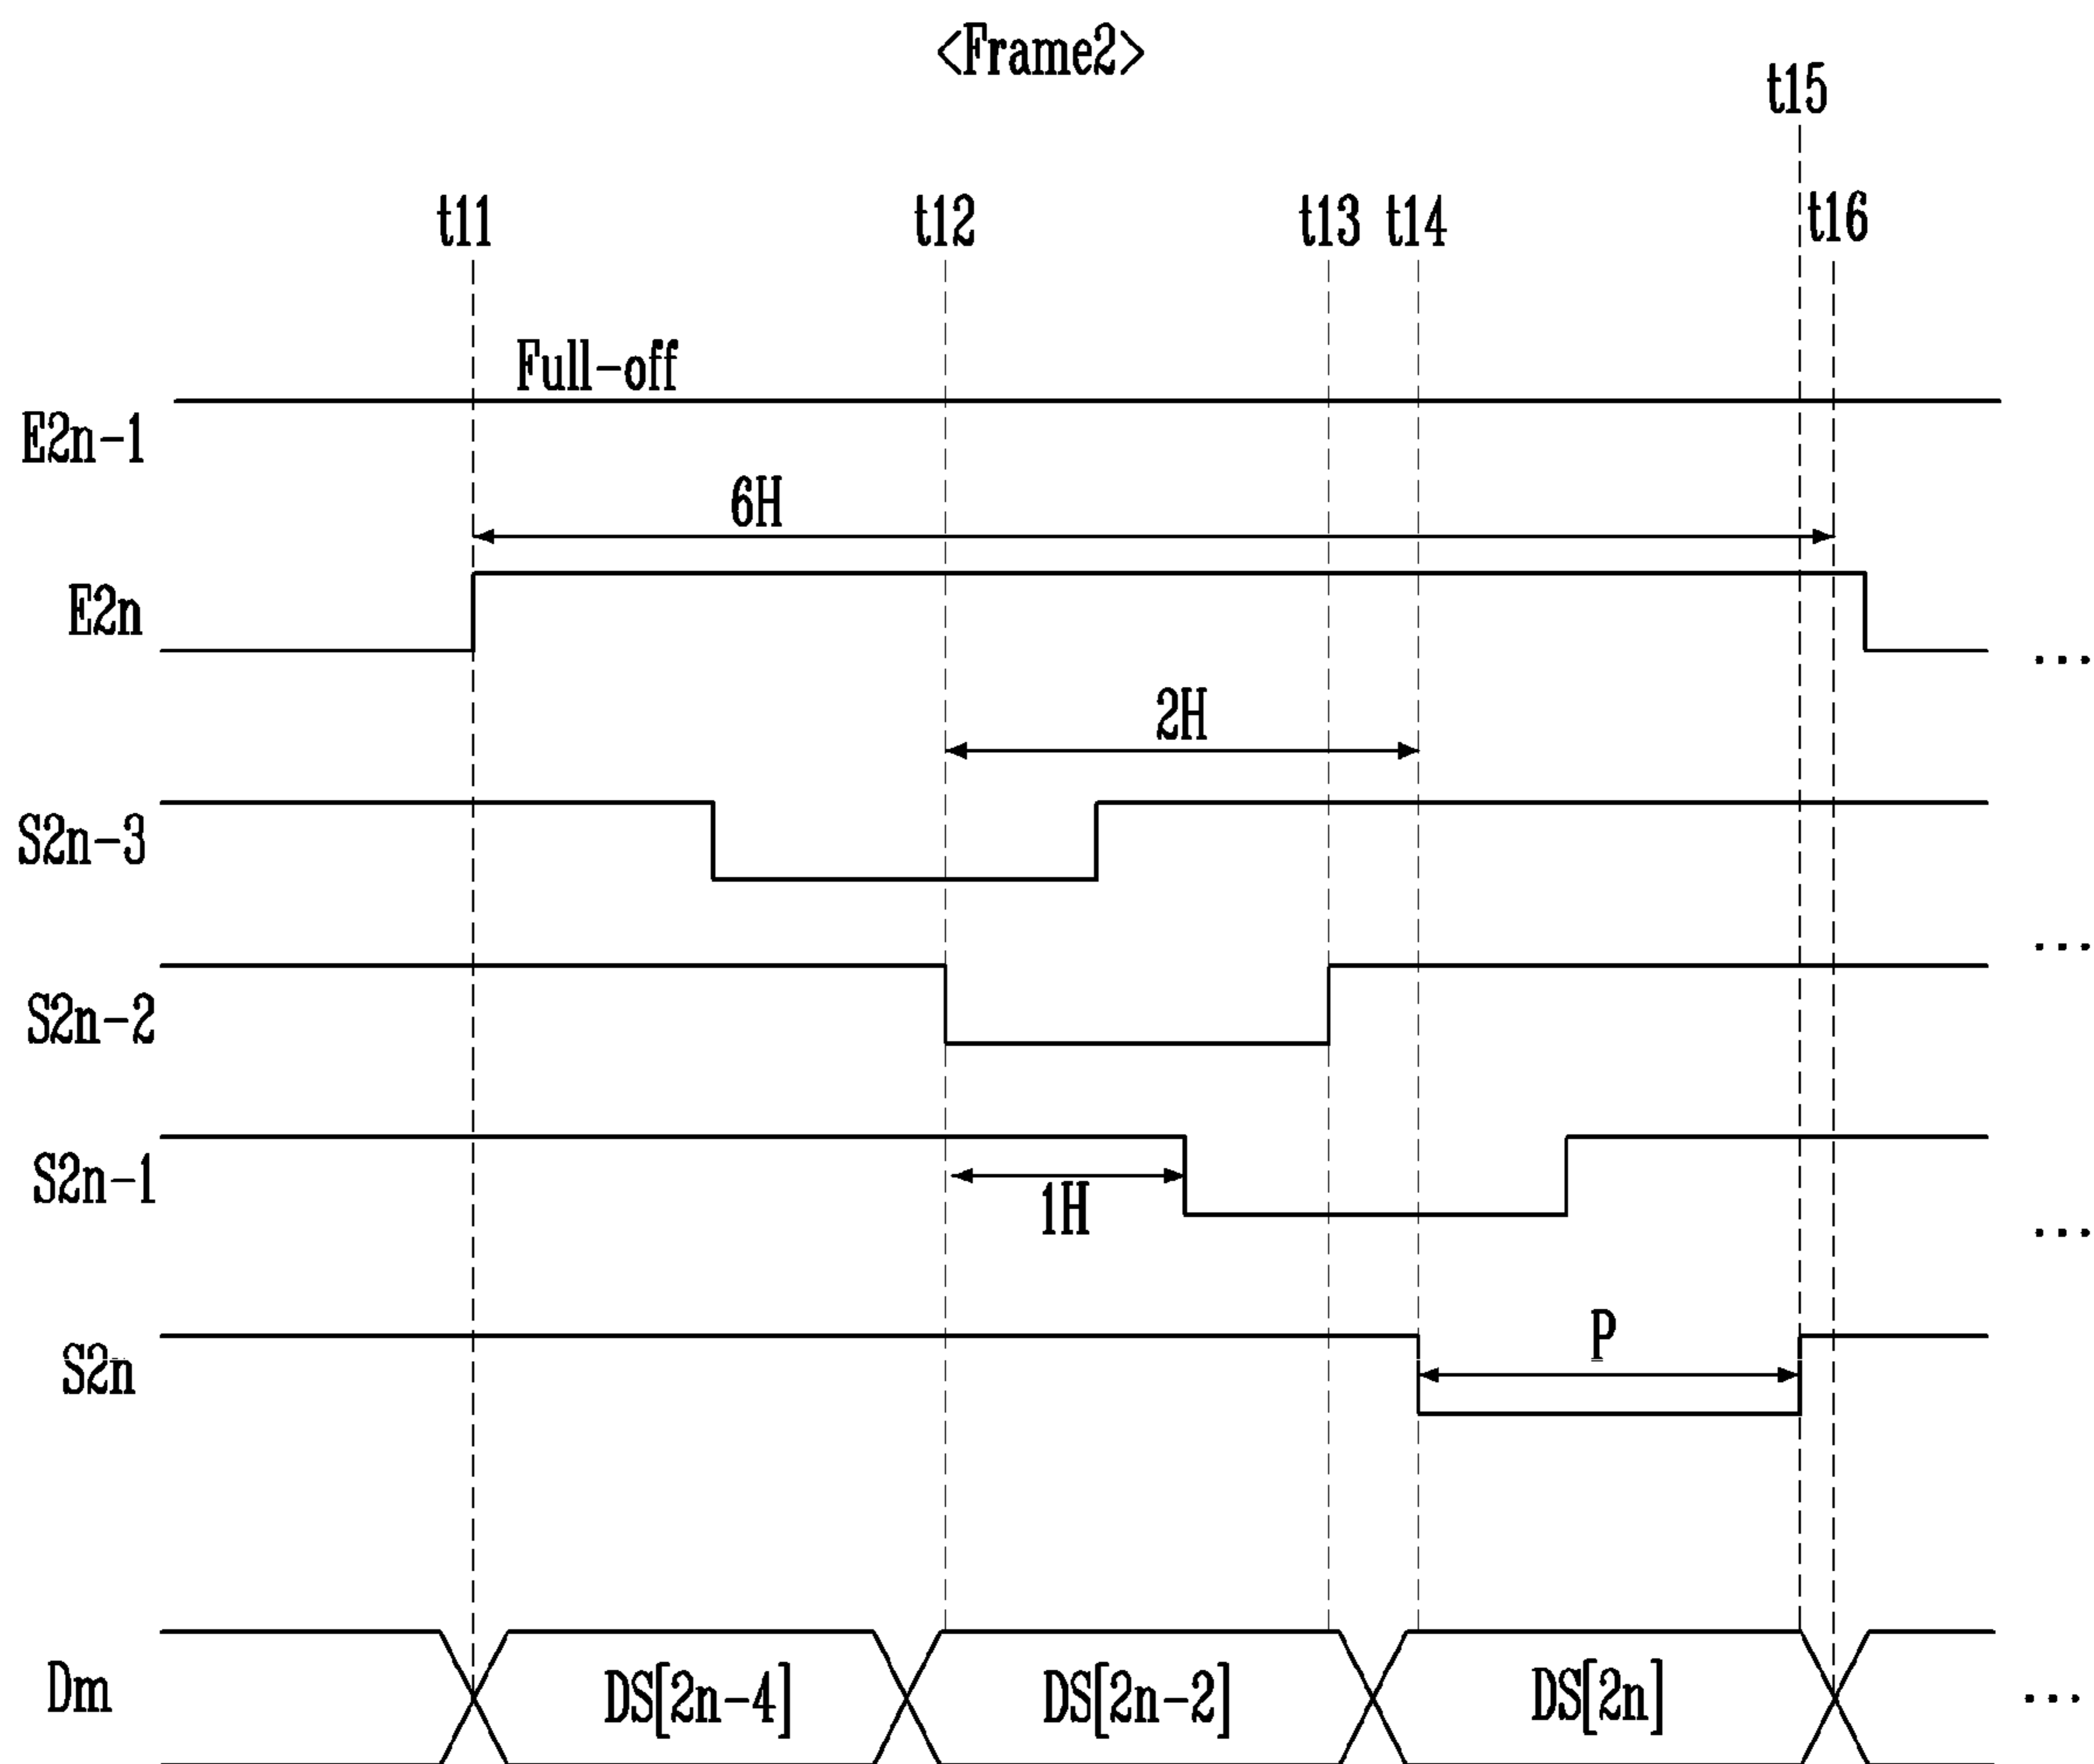 <Frame2>
t15
t11 t12 t13 t14 t16
Full-off
E2n-1
6H
E2n
...
2H
S2n-3
...
S2n-2
S2n-1
1H
...
P
S2n
Dm DS[2n-4] DS[2n-2] DS[2n] ...